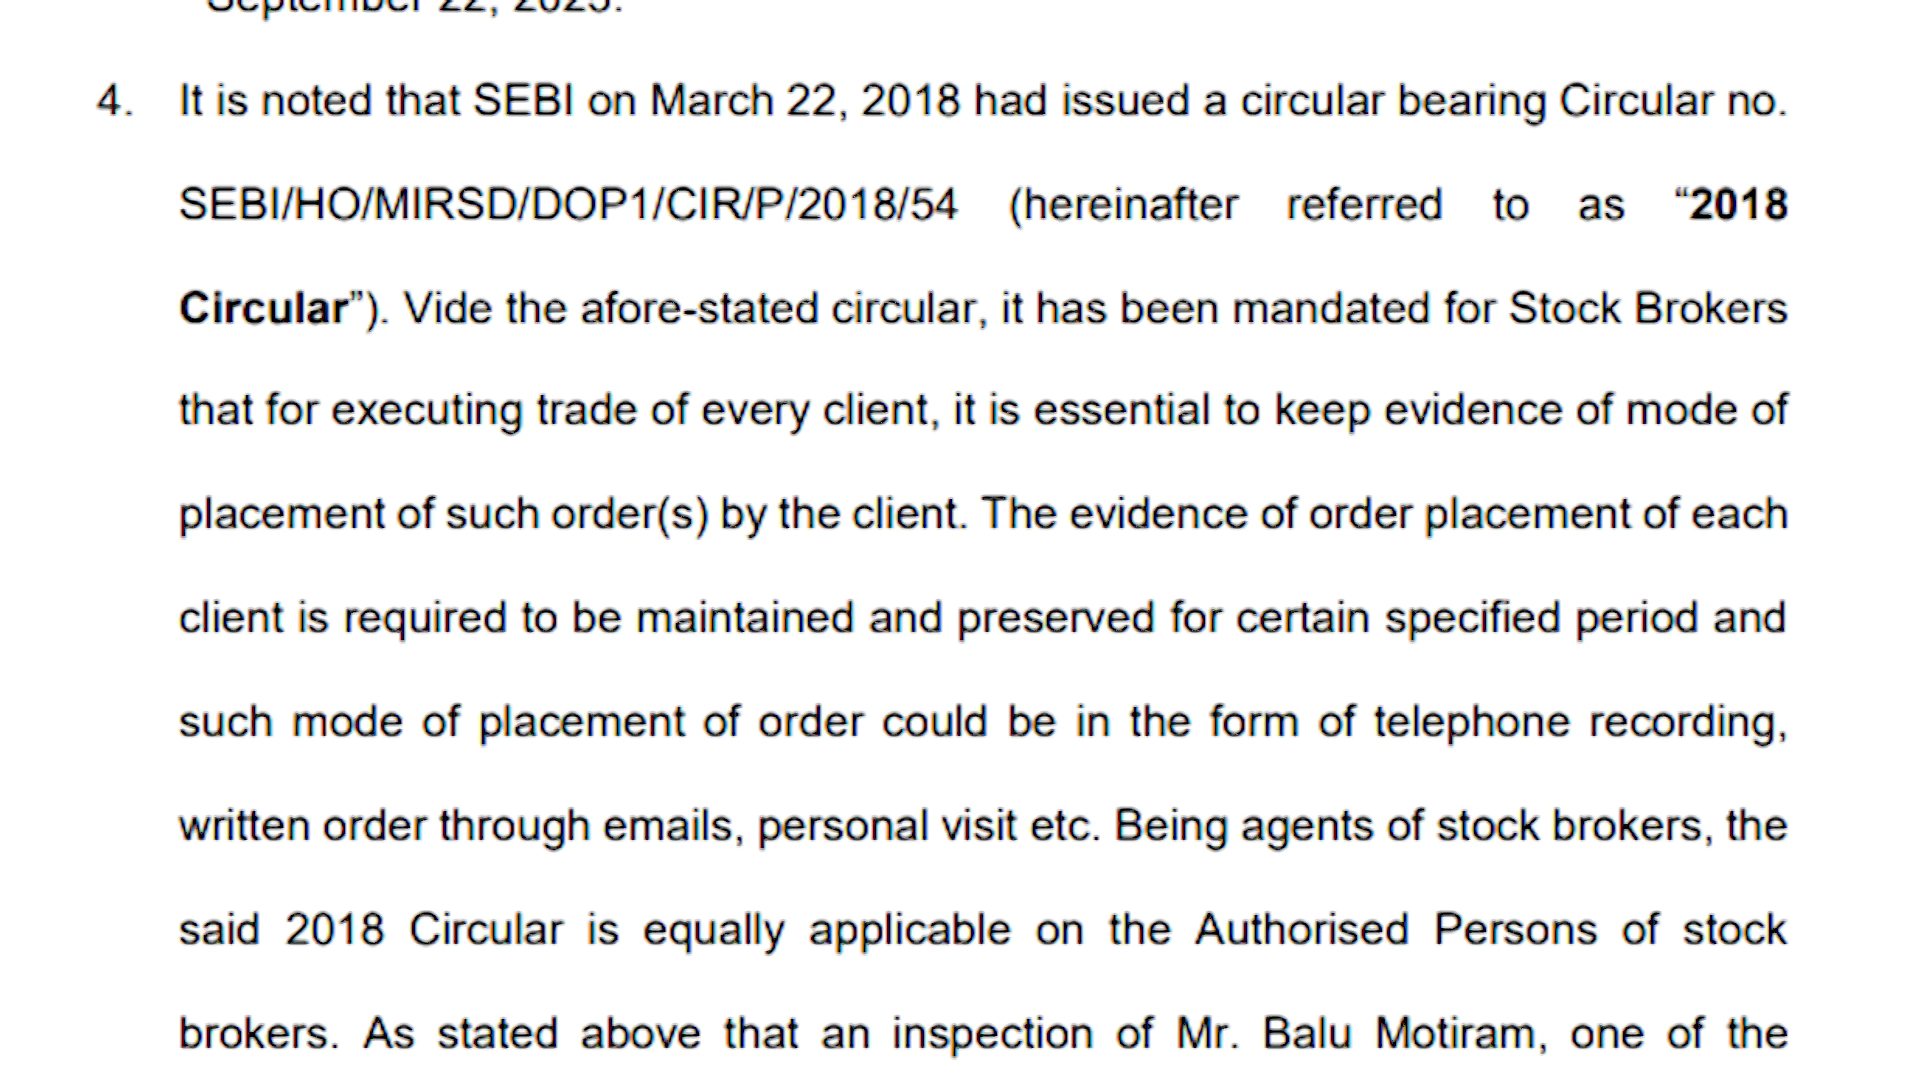 September 22, 2023.
4. It is noted that SEBI on March 22, 2018 had issued a circular bearing Circular no.
SEBI/HO/MIRSD/DOP1/CIR/P/2018/54 (hereinafter referred to as “2018
Circular”). Vide the afore-stated circular, it has been mandated for Stock Brokers
that for executing trade of every client, it is essential to keep evidence of mode of
placement of such order(s) by the client. The evidence of order placement of each
client is required to be maintained and preserved for certain specified period and
such mode of placement of order could be in the form of telephone recording,
written order through emails, personal visit etc. Being agents of stock brokers, the
said 2018 Circular is equally applicable on the Authorised Persons of stock
brokers. As stated above that an inspection of Mr. Balu Motiram, one of the